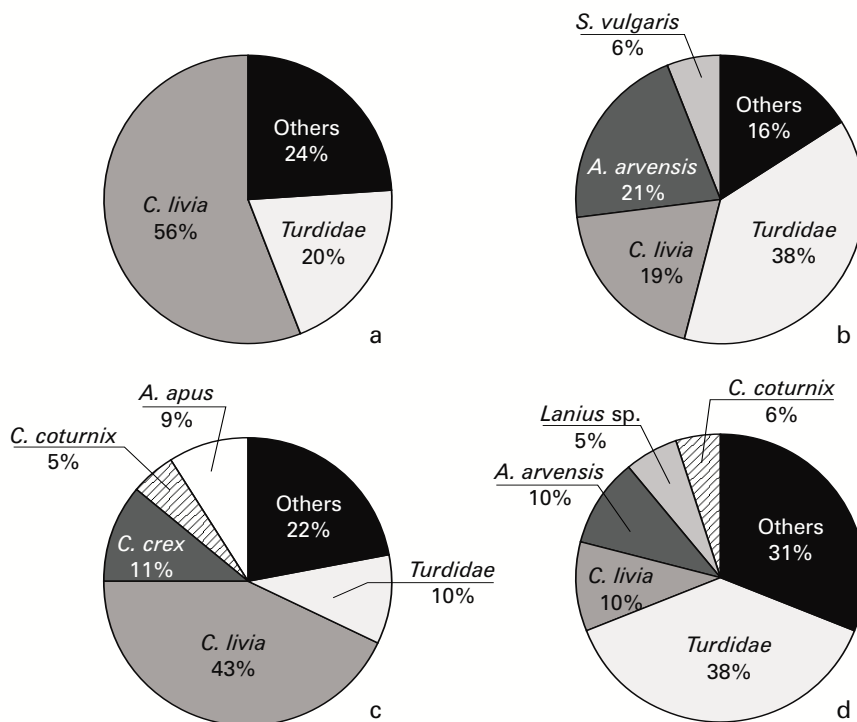 S. vulgaris
6%
Others
24%
C. livia
56%
Turdidae
20%
a
Others
16%
A. arvensis
21%
Turdidae
38%
C. livia
19%
b
A. apus
9%
C. coturnix
5%
Others
22%
C. crex
11%
Turdidae
10%
C. livia
43%
c
C. coturnix
6%
Lanius sp.
5%
A. arvensis
10%
Others
31%
C. livia
10%
Turdidae
38%
d